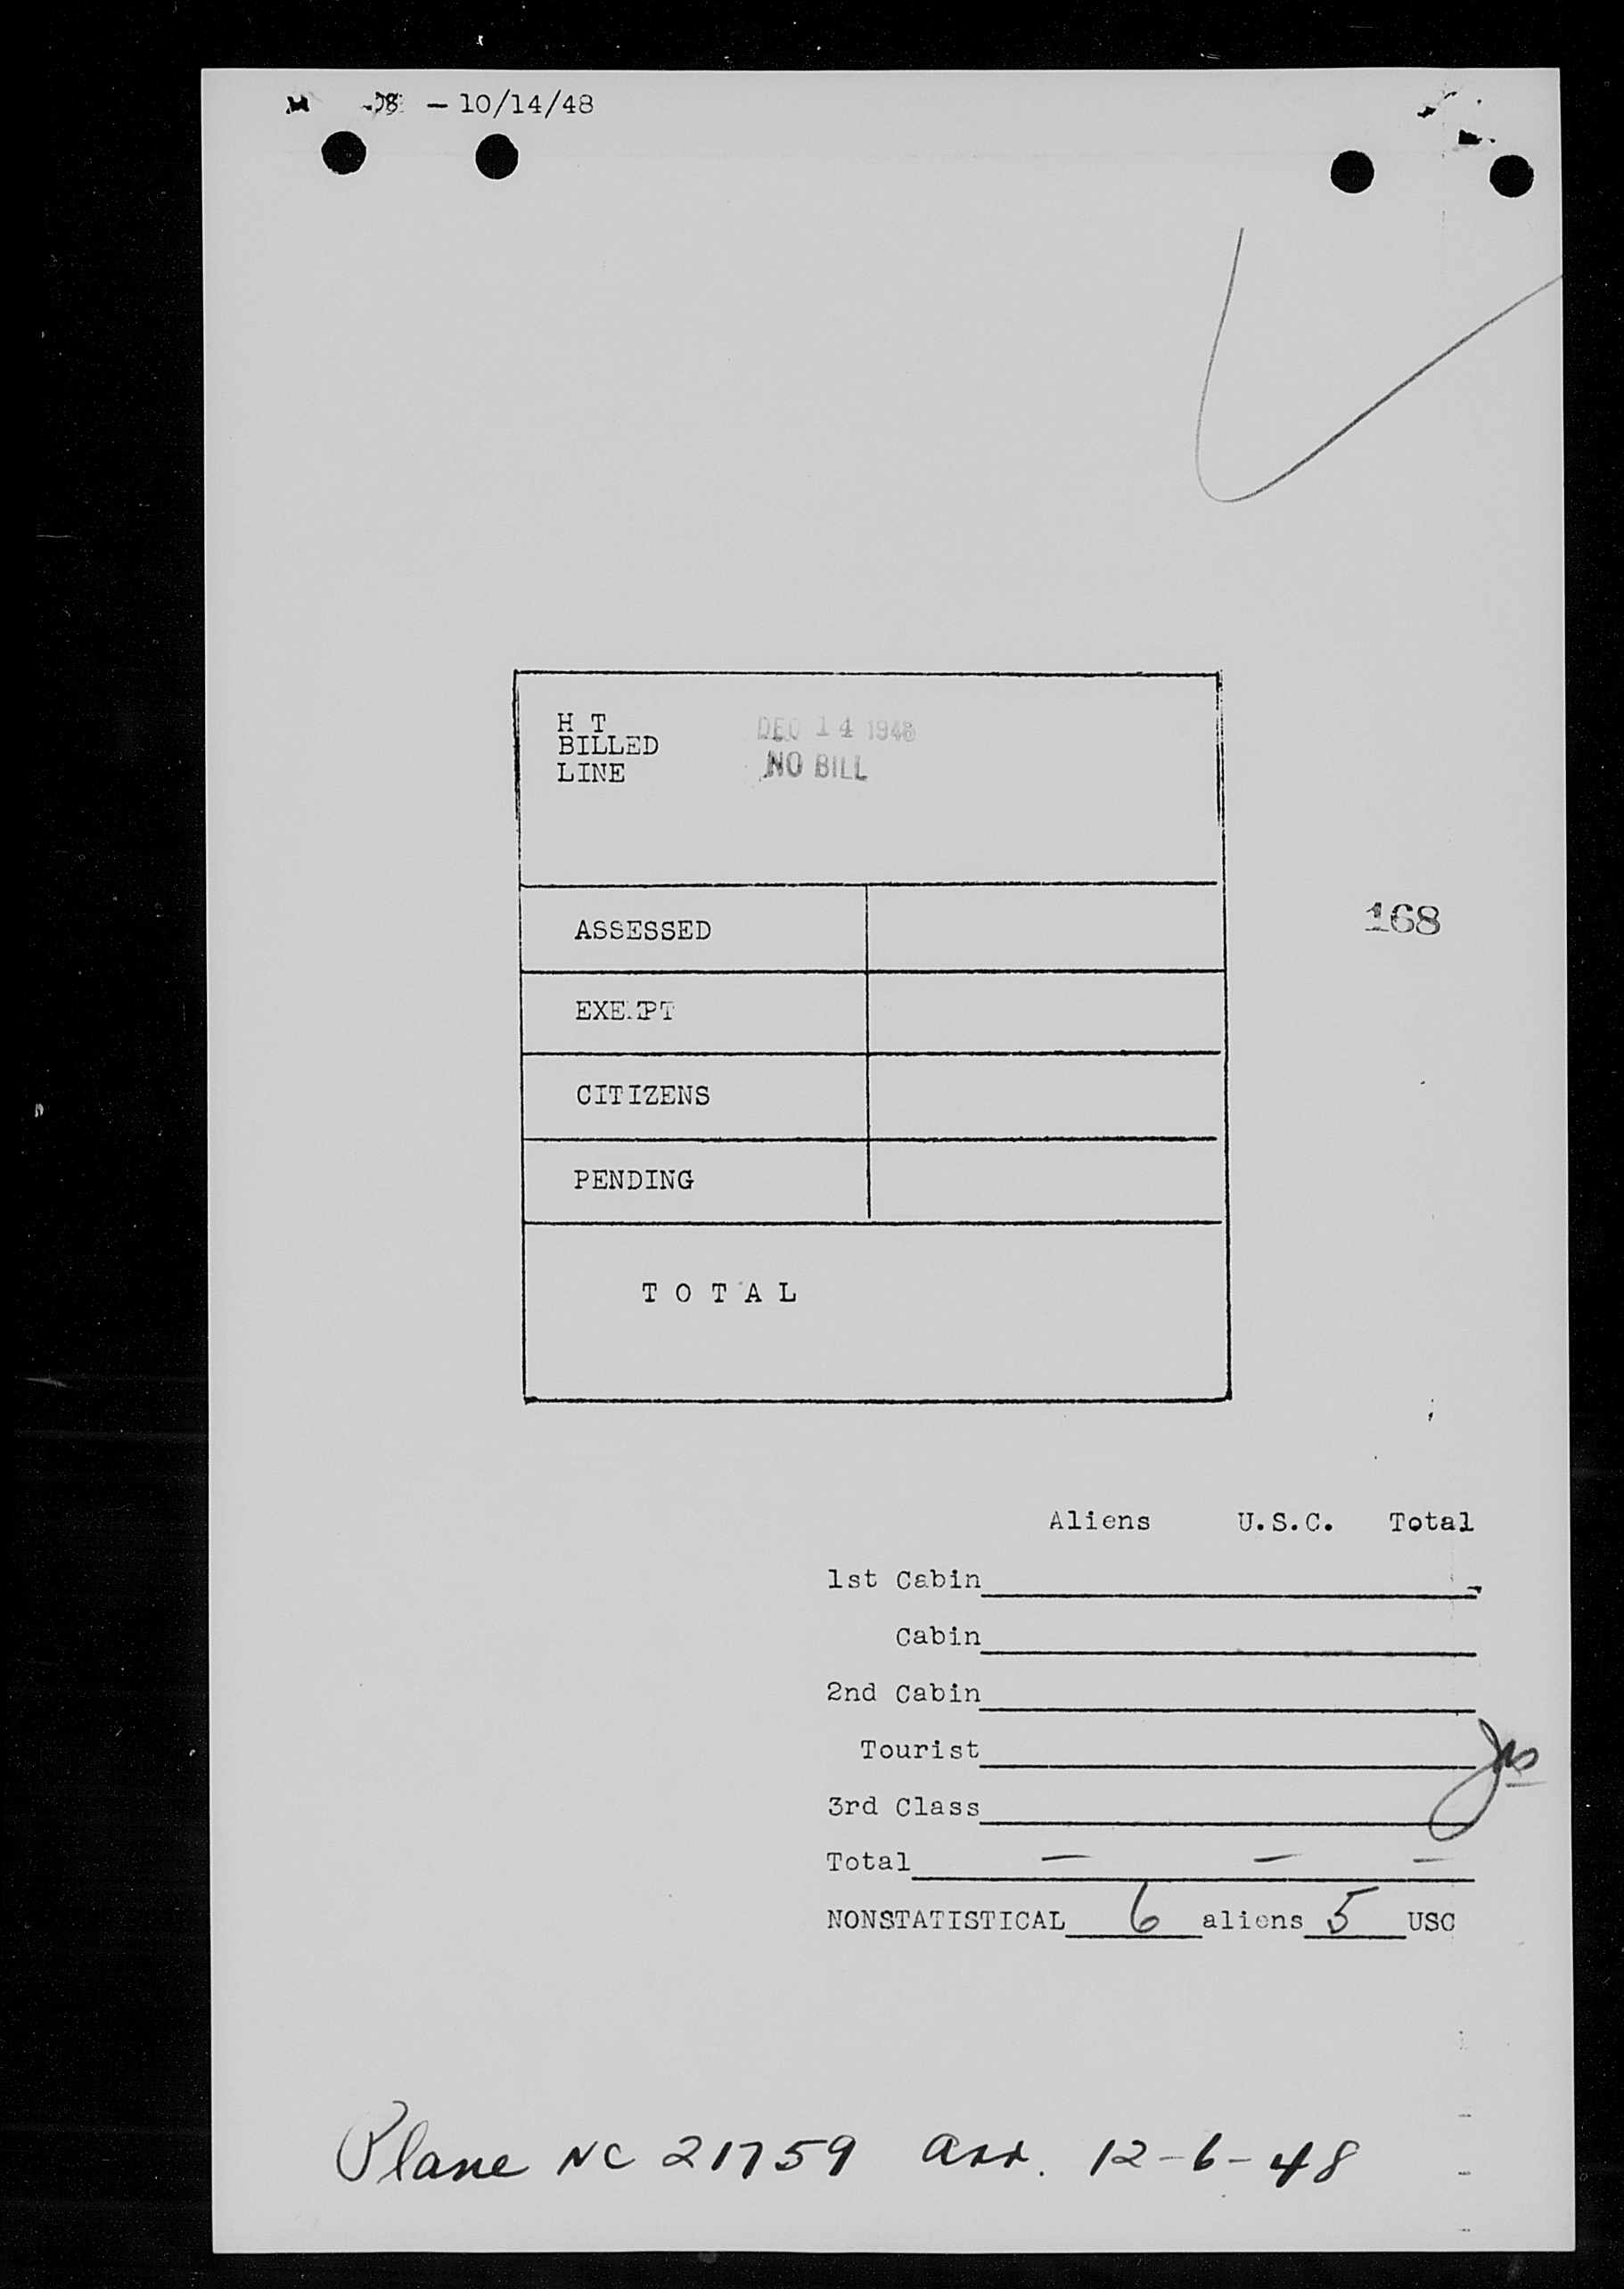 - 10/14/48
H T
BILLED
LINE
DEC 14 1948
NO BILL
ASSESSED
168
EXEMPT
CITIZENS
PENDING
T O T A L
Aliens U.S.C. Total
1st Cabin
Cabin
2nd Cabin
Tourist
3rd Class
Total — — —
NONSTATISTICAL 6 aliens 5 USC
Plane NC 21759 arr. 12-6-48